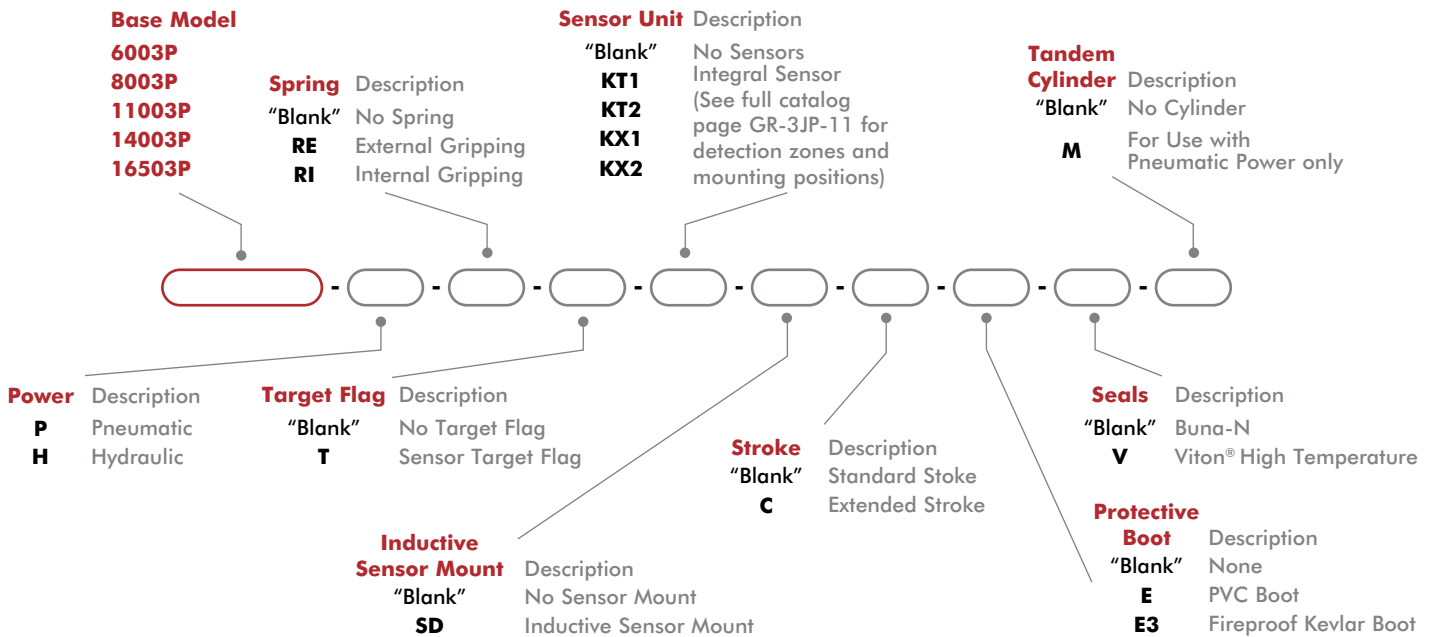 Base Model
6003P
8003P
11003P
14003P
16503P
Spring Description
"Blank" No Spring
RE External Gripping
RI Internal Gripping
Sensor Unit Description
"Blank" No Sensors
KT1 Integral Sensor
KT2 (See full catalog
KX1 page GR-3JP-11 for
KX2 detection zones and
mounting positions)
Tandem
Cylinder Description
"Blank" No Cylinder
M For Use with
Pneumatic Power only
- - - - - - - - -
Power Description
P Pneumatic
H Hydraulic
Target Flag Description
"Blank" No Target Flag
T Sensor Target Flag
Inductive
Sensor Mount Description
"Blank" No Sensor Mount
SD Inductive Sensor Mount
Stroke Description
"Blank" Standard Stoke
C Extended Stroke
Seals Description
"Blank" Buna-N
V Viton® High Temperature
Protective
Boot Description
"Blank" None
E PVC Boot
E3 Fireproof Kevlar Boot